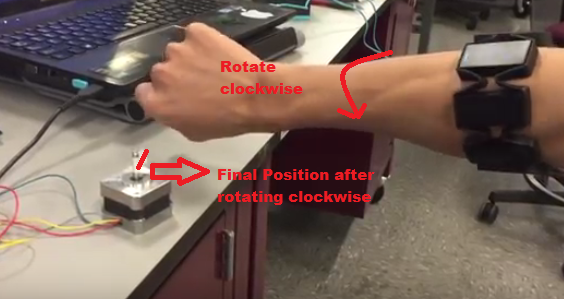 Rotate
clockwise
Final Position after
rotating clockwise